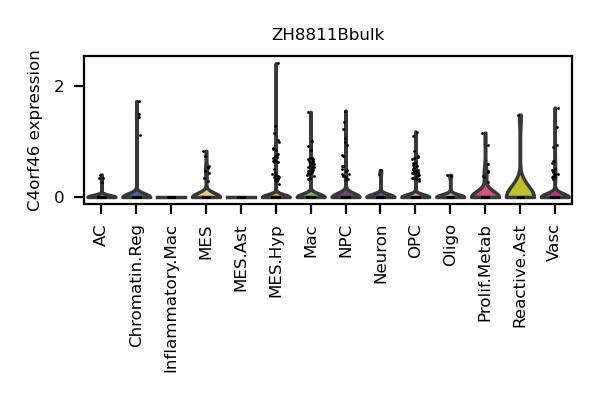 ZH8811Bbulk
C4orf46 expression
2
0
AC
Chromatin.Reg
Inflammatory.Mac
MES
MES.Ast
MES.Hyp
Mac
NPC
Neuron
OPC
Oligo
Prolif.Metab
Reactive.Ast
Vasc